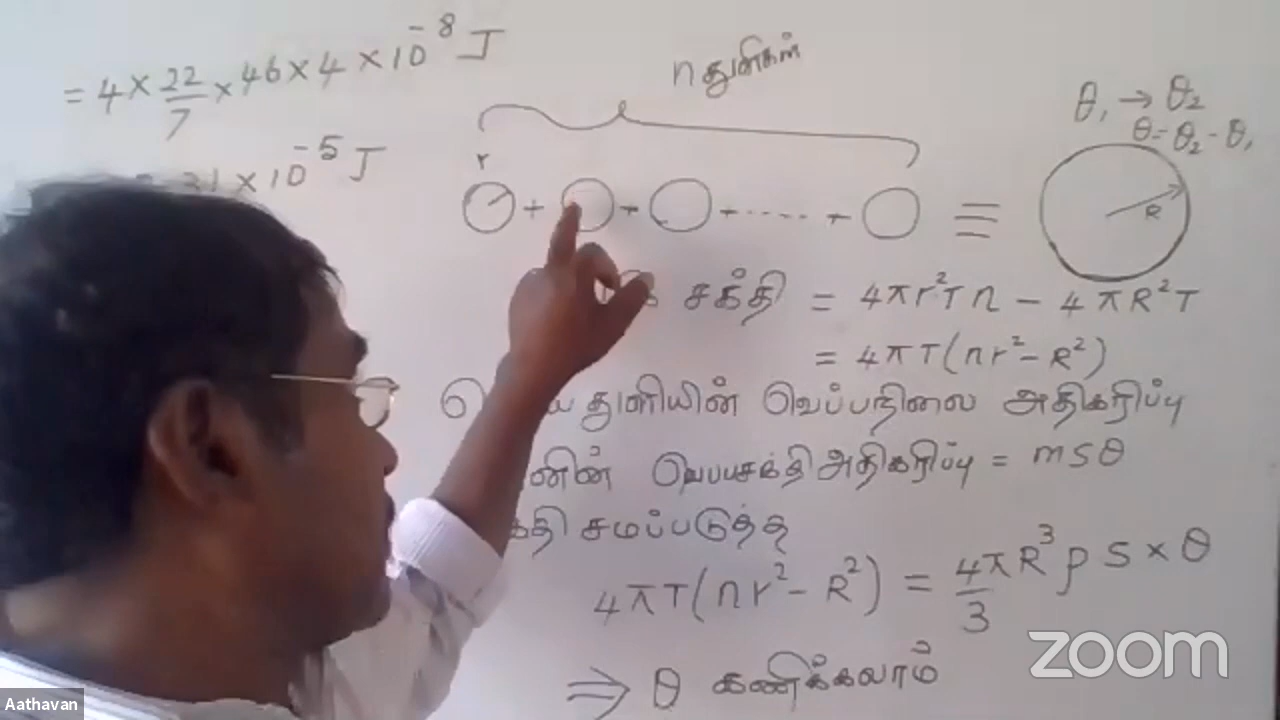 = 4 × 22/7 × 46 × 4 × 10⁻⁸ J
31 × 10⁻⁵ J
n துளிகள்
θ₁ → θ₂
θ = θ₂ - θ₁
r
+ + + ..... + ≡
R
சக்தி = 4πr²Tn - 4πR²T
= 4πT(nr² - R²)
துளியின் வெப்பநிலை அதிகரிப்பு
வெப்பசக்தி அதிகரிப்பு = msθ
சமப்படுத்த
4πT(nr² - R²) = 4/3 πR³ρs × θ
⇒ θ கணிக்கலாம்
zoom
Aathavan